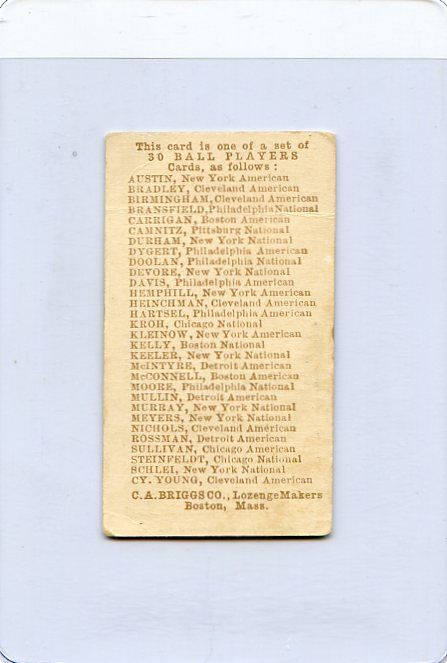 This card is one of a set of
30 BALL PLAYERS
Cards, as follows:
AUSTIN, New York American
BRADLEY, Cleveland American
BIRMINGHAM, Cleveland American
BRANSFIELD, Philadelphia National
CARRIGAN, Boston American
CAMNITZ, Pittsburg National
DURHAM, New York National
DYGERT, Philadelphia American
DOOLAN, Philadelphia National
DEVORE, New York National
DAVIS, Philadelphia American
HEMPHILL, New York American
HEINCHMAN, Cleveland American
HARTSEL, Philadelphia American
KROH, Chicago National
KLEINOW, New York American
KELLY, Boston National
KEELER, New York National
McINTYRE, Detroit American
McCONNELL, Boston American
MOORE, Philadelphia National
MULLIN, Detroit American
MURRAY, New York National
MEYERS, New York National
NICHOLS, Cleveland American
ROSSMAN, Detroit American
SULLIVAN, Chicago American
STEINFELDT, Chicago National
SCHLEI, New York National
CY. YOUNG, Cleveland American
C. A. BRIGGS CO., Lozenge Makers
Boston, Mass.